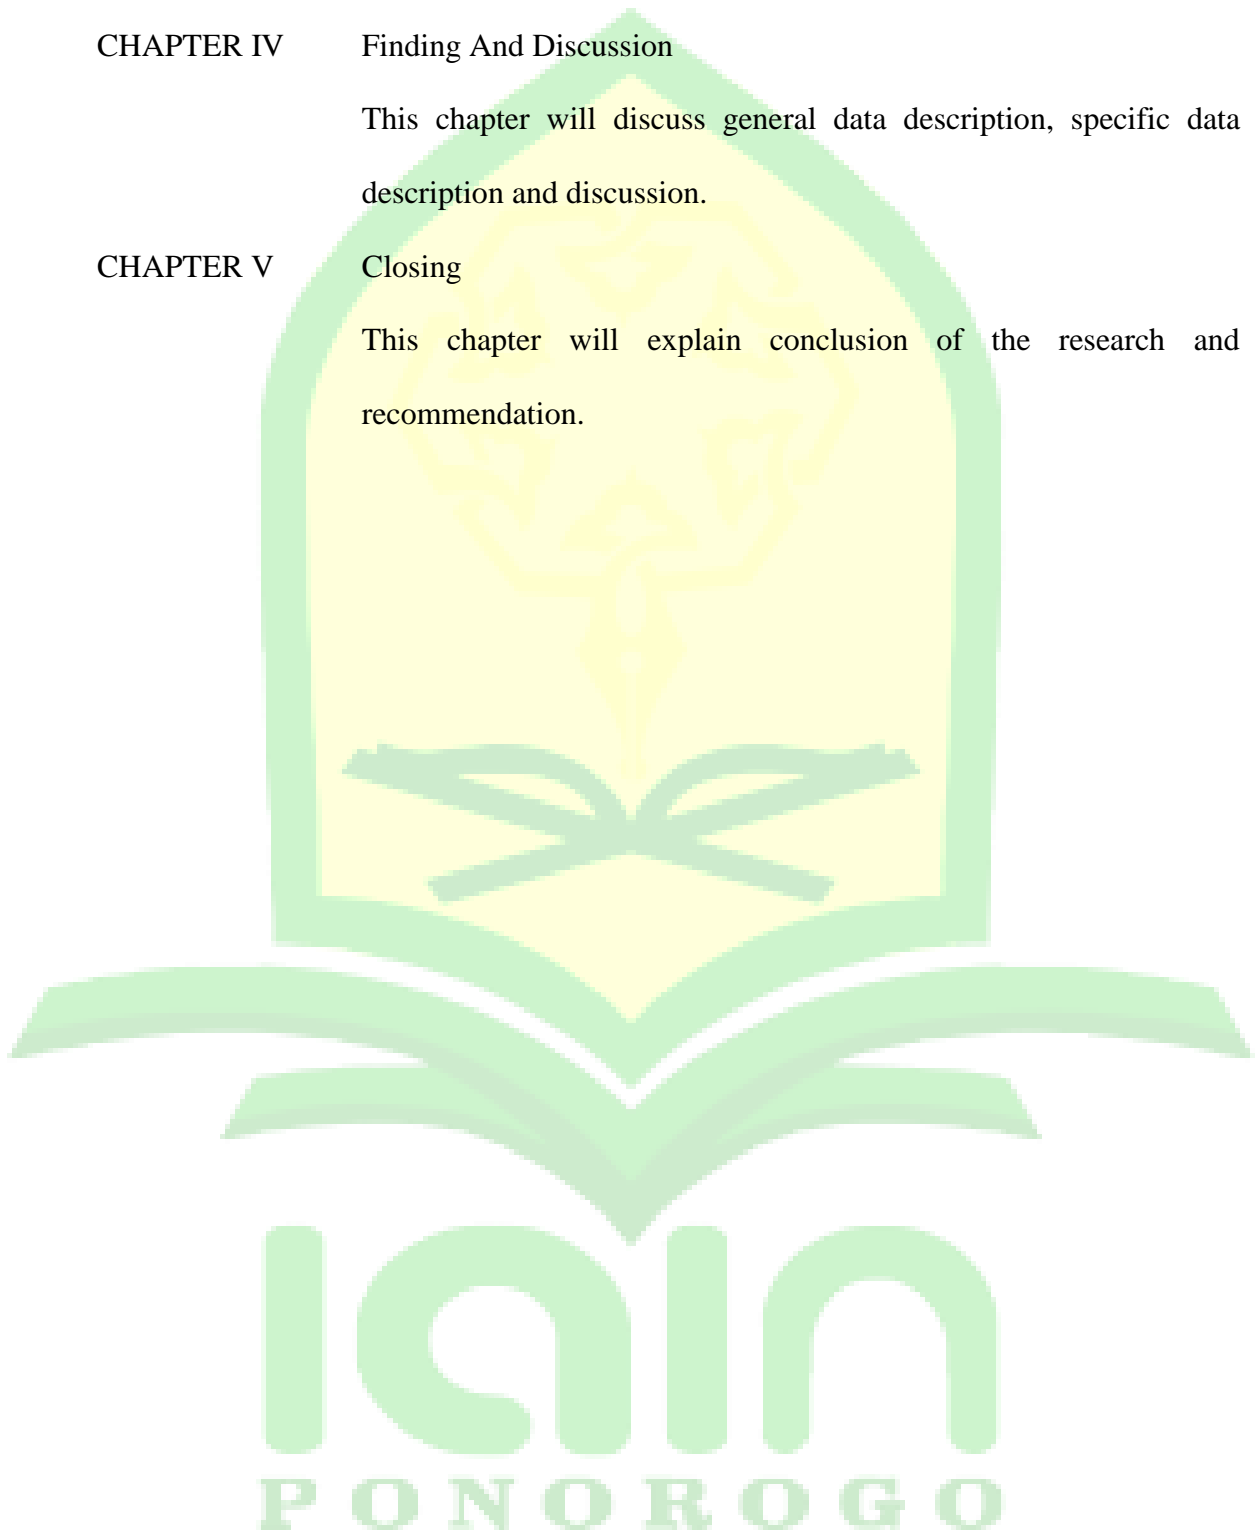 CHAPTER IV Finding And Discussion
This chapter will discuss general data description, specific data
description and discussion.
CHAPTER V Closing
This chapter will explain conclusion of the research and
recommendation.
iain
PONOROGO